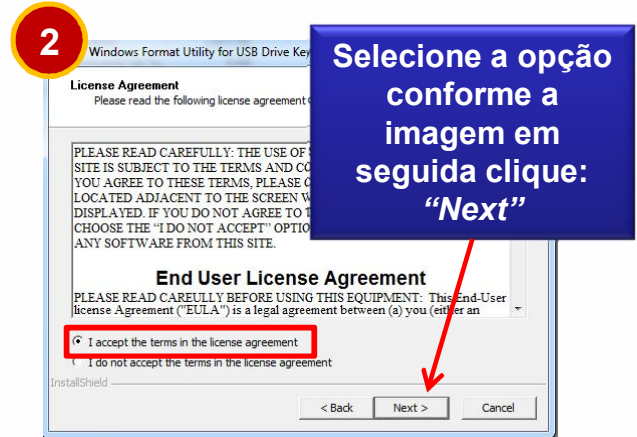 2
Windows Format Utility for USB Drive Key
Selecione a opção
conforme a
imagem em
seguida clique:
“Next”
License Agreement
Please read the following license agreement
PLEASE READ CAREFULLY: THE USE OF
SITE IS SUBJECT TO THE TERMS AND
YOU AGREE TO THESE TERMS, PLEASE
LOCATED ADJACENT TO THE SCREEN
DISPLAYED. IF YOU DO NOT AGREE TO
CHOOSE THE "I DO NOT ACCEPT"
ANY SOFTWARE FROM THIS SITE.
End User License Agreement
PLEASE READ CAREULLY BEFORE USING THIS EQUIPMENT: This End-User
license Agreement ("EULA") is a legal agreement between (a) you (either an
I accept the terms in the license agreement
I do not accept the terms in the license agreement
InstallShield
< Back
Next >
Cancel